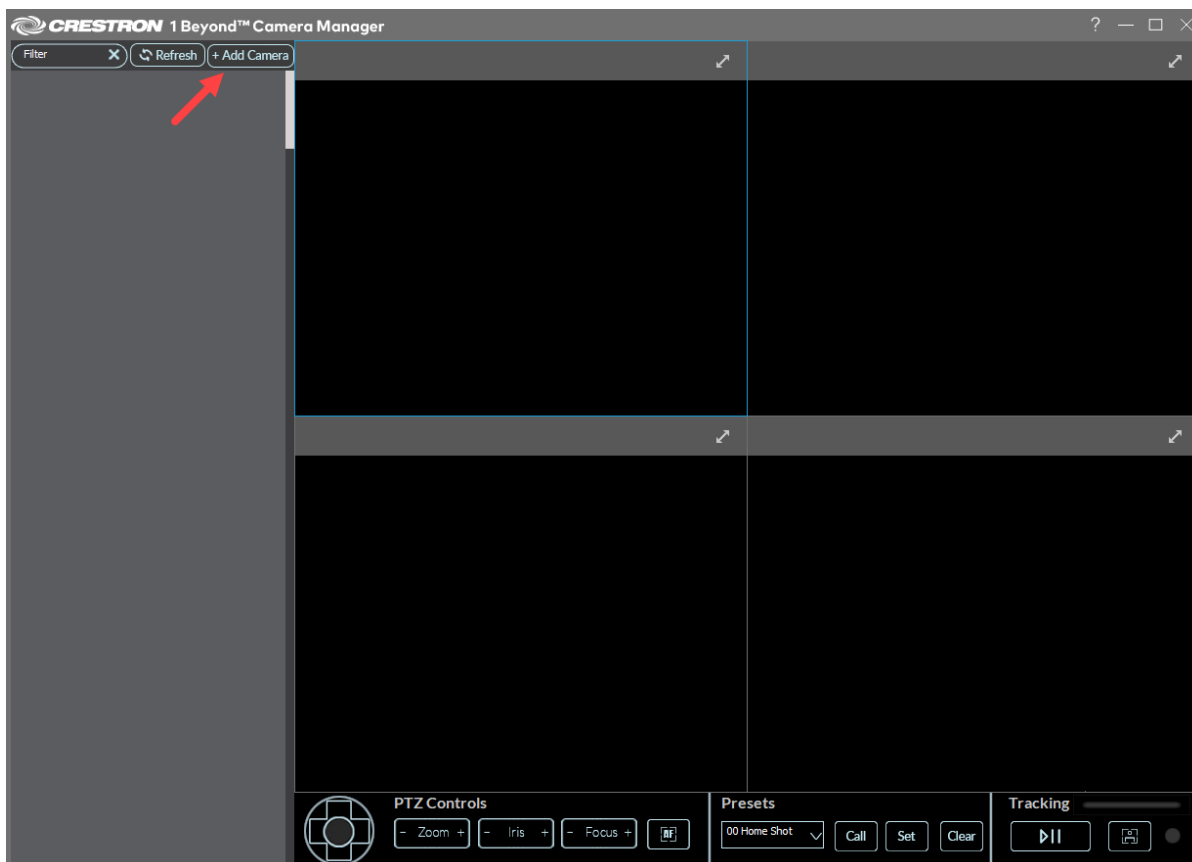 CRESTRON 1 Beyond™ Camera Manager ?
Filter Refresh + Add Camera
PTZ Controls Presets Tracking
- Zoom + - Iris + - Focus + AF 00 Home Shot Call Set Clear